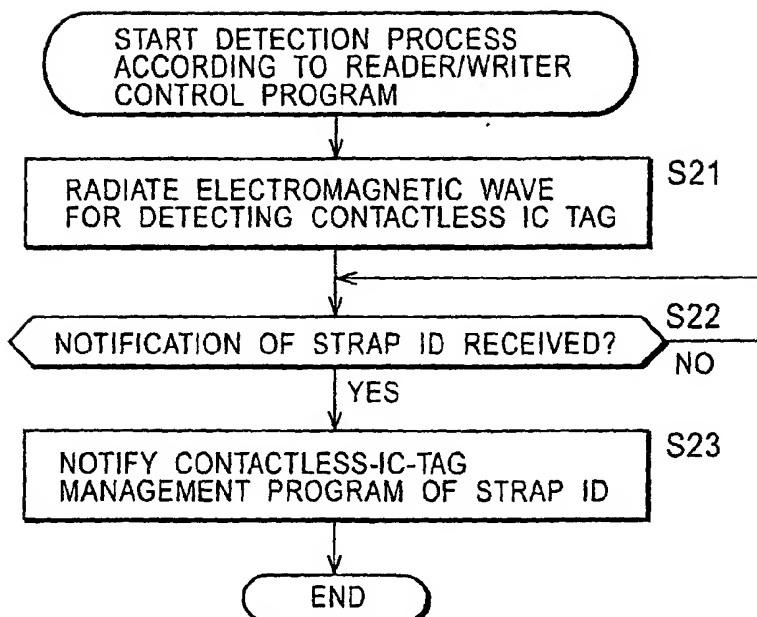 START DETECTION PROCESS
ACCORDING TO READER/WRITER
CONTROL PROGRAM
S21
RADIATE ELECTROMAGNETIC WAVE
FOR DETECTING CONTACTLESS IC TAG
S22
NOTIFICATION OF STRAP ID RECEIVED?
NO
YES
S23
NOTIFY CONTACTLESS-IC-TAG
MANAGEMENT PROGRAM OF STRAP ID
END